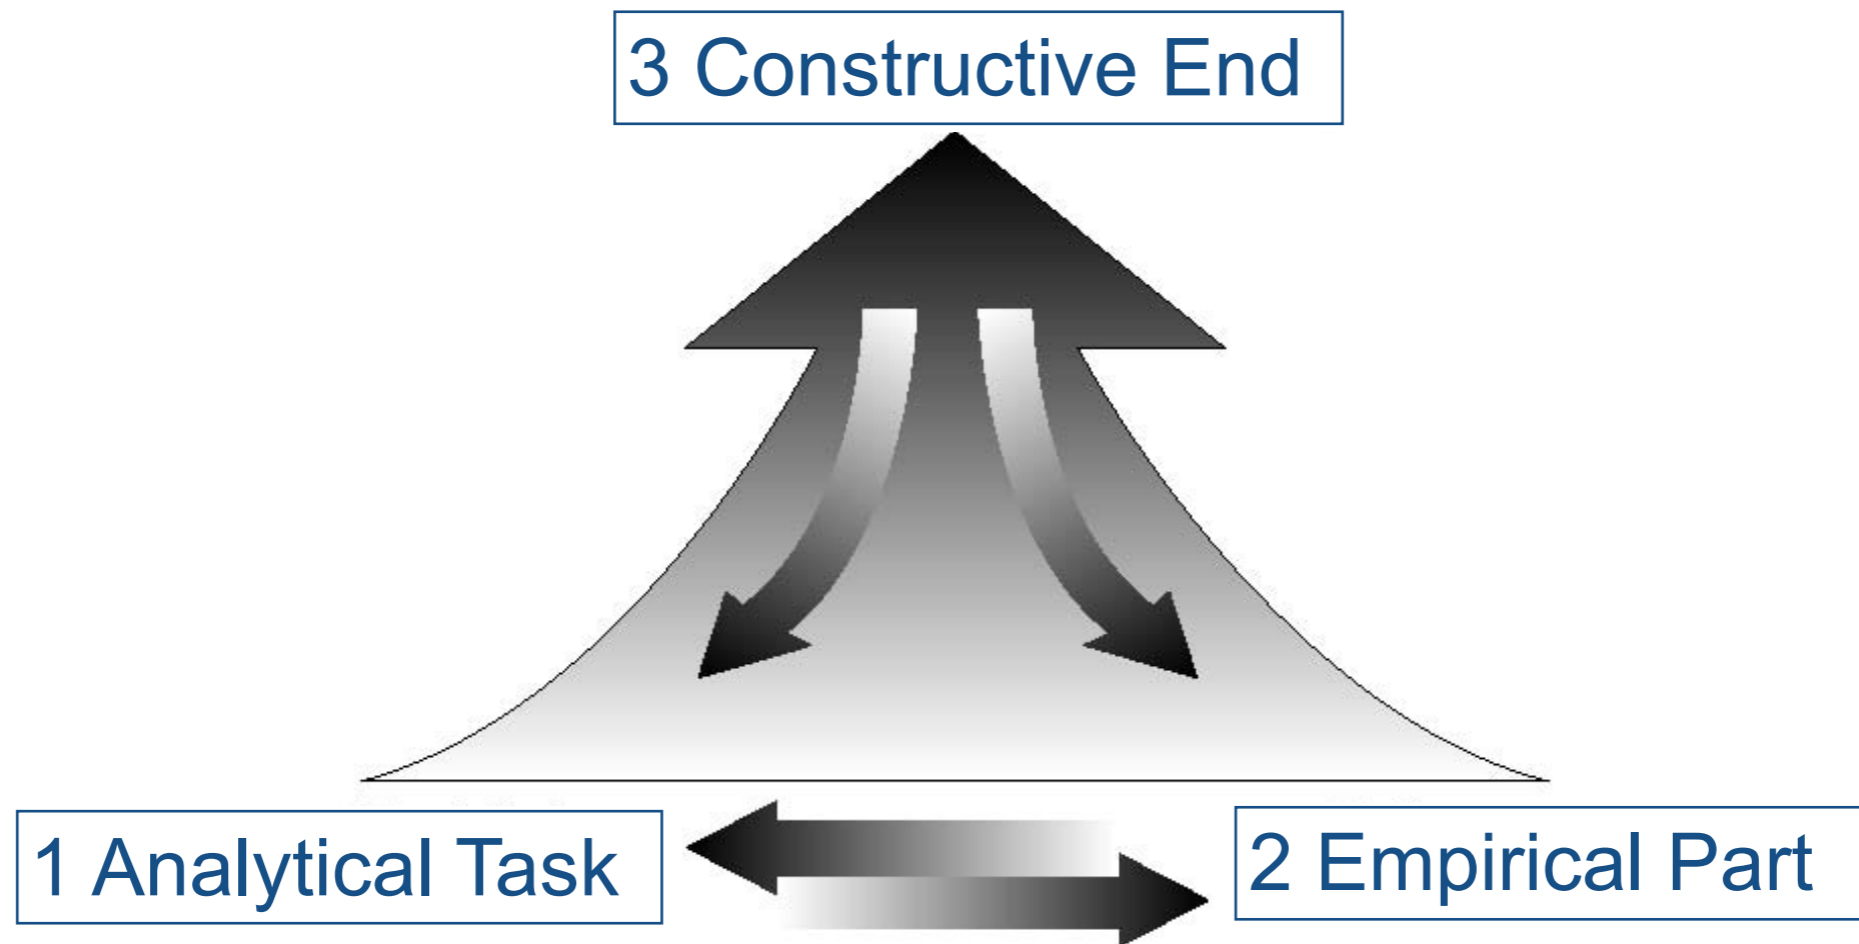 3 Constructive End
1 Analytical Task
2 Empirical Part